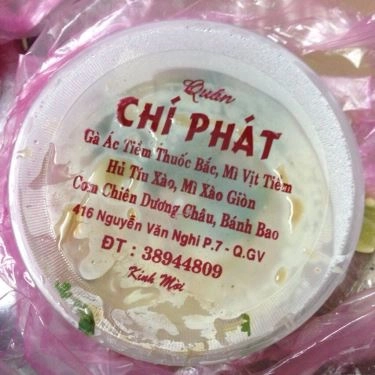 Quán
CHÍ PHÁT
Gà Ác Tiềm Thuốc Bắc, Mì Vịt Tiềm
Hủ Tíu Xào, Mì Xào Giòn
Cơm Chiên Dương Châu, Bánh Bao
416 Nguyễn Văn Nghi P.7 - Q.GV
ĐT : 38944809
Kính Mời